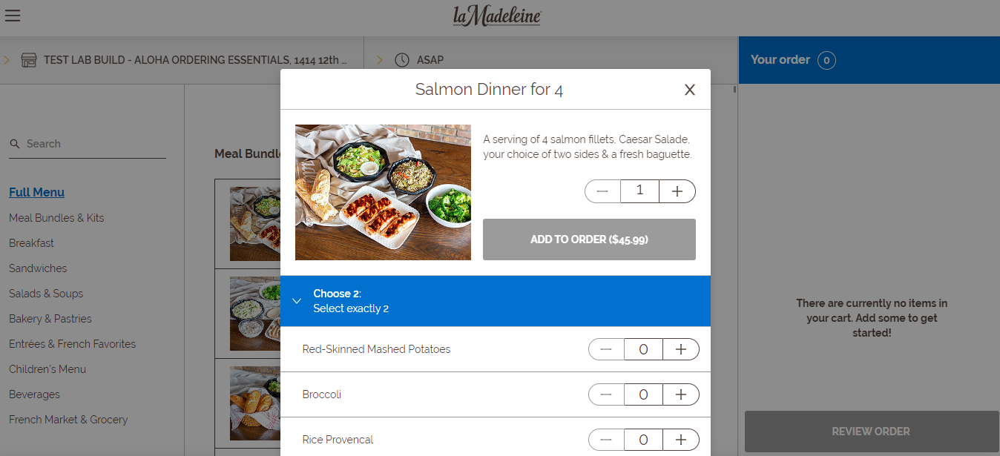 la Madeleine
TEST LAB BUILD - ALOHA ORDERING ESSENTIALS, 1414 12th ...
ASAP
Your order 0
Search
Full Menu
Meal Bundles & Kits
Breakfast
Sandwiches
Salads & Soups
Bakery & Pastries
Entrées & French Favorites
Children's Menu
Beverages
French Market & Grocery
Meal Bundle
Salmon Dinner for 4
X
A serving of 4 salmon fillets, Caesar Salade,
your choice of two sides & a fresh baguette.
1
ADD TO ORDER ($45.99)
Choose 2:
Select exactly 2
Red-Skinned Mashed Potatoes
0
Broccoli
0
Rice Provencal
0
There are currently no items in
your cart. Add some to get
started!
REVIEW ORDER